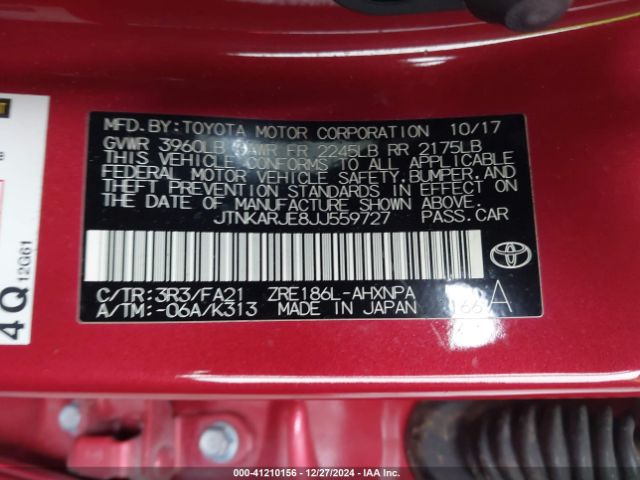 MFD.BY:TOYOTA MOTOR CORPORATION 10/17
GVWR 3960LB GAWR FR 2245LB RR 2175LB
THIS VEHICLE CONFORMS TO ALL APPLICABLE
FEDERAL MOTOR VEHICLE SAFETY,BUMPER,AND
THEFT PREVENTION STANDARDS IN EFFECT ON
THE DATE OF MANUFACTURE SHOWN ABOVE.
JTNKARJE8JJ559727 PASS.CAR
C/TR:3R3/FA21 ZRE186L-AHXNPA
A/TM:-06A/K313 MADE IN JAPAN 166 A
TOYOTA
4Q 12G61
000-41210156 — 12/27/2024 — IAA Inc.